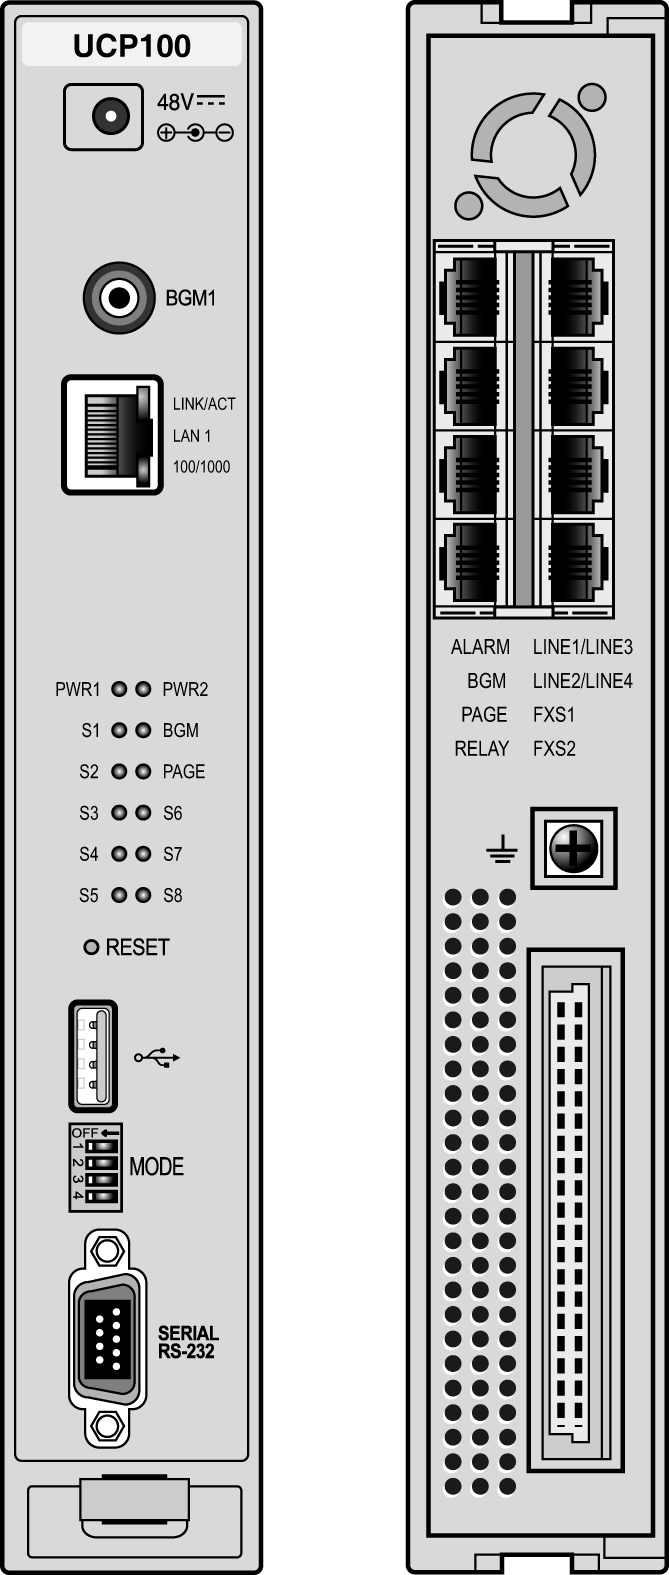 UCP100
48V
BGM1
LINK/ACT
LAN 1
100/1000
PWR1 PWR2
S1 BGM
S2 PAGE
S3 S6
S4 S7
S5 S8
RESET
OFF
1
2
3
4
MODE
SERIAL
RS-232
ALARM LINE1/LINE3
BGM LINE2/LINE4
PAGE FXS1
RELAY FXS2